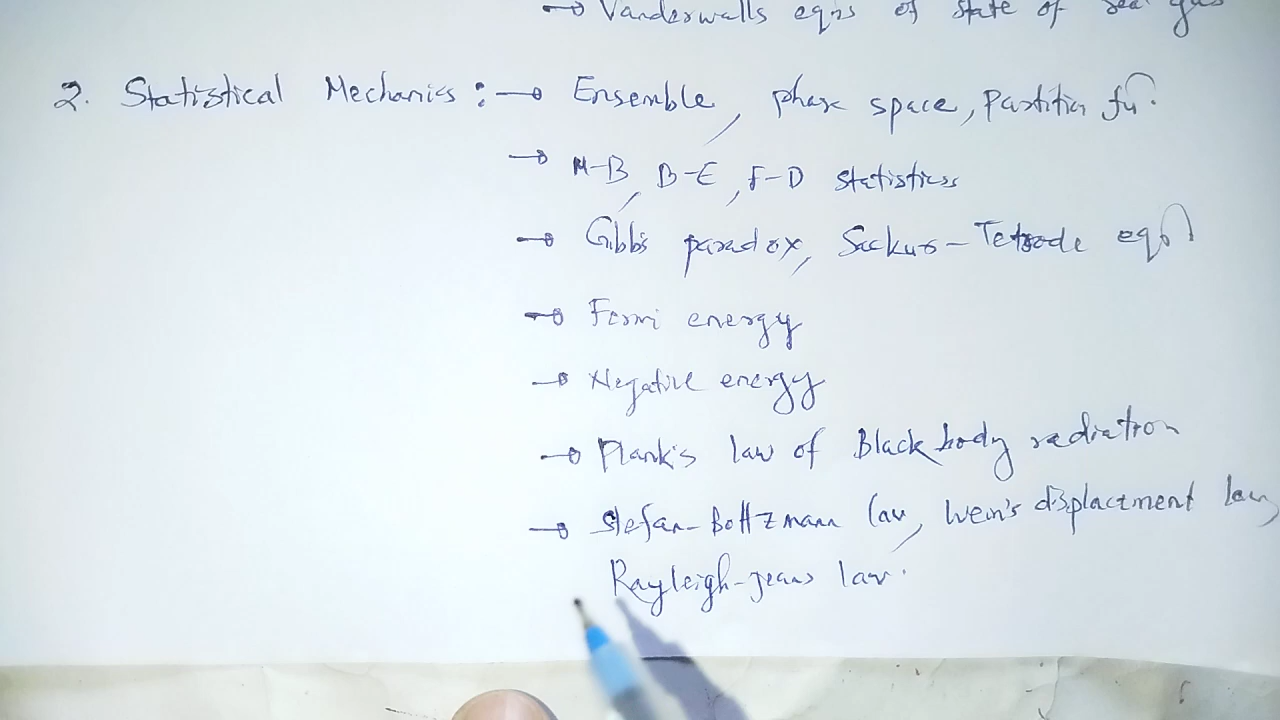 → Vanderwalls eqns of state of real gas
2. Statistical Mechanics :→ Ensemble, phase space, Partition fn.
→ M-B, B-E, F-D statistics
→ Gibb's paradox, Sackur-Tetrode eqn
→ Fermi energy
→ Negative energy
→ Plank's law of Black body radiation
→ Stefan-Boltzmann law, Wein's displacement law,
Rayleigh-Jeans law.